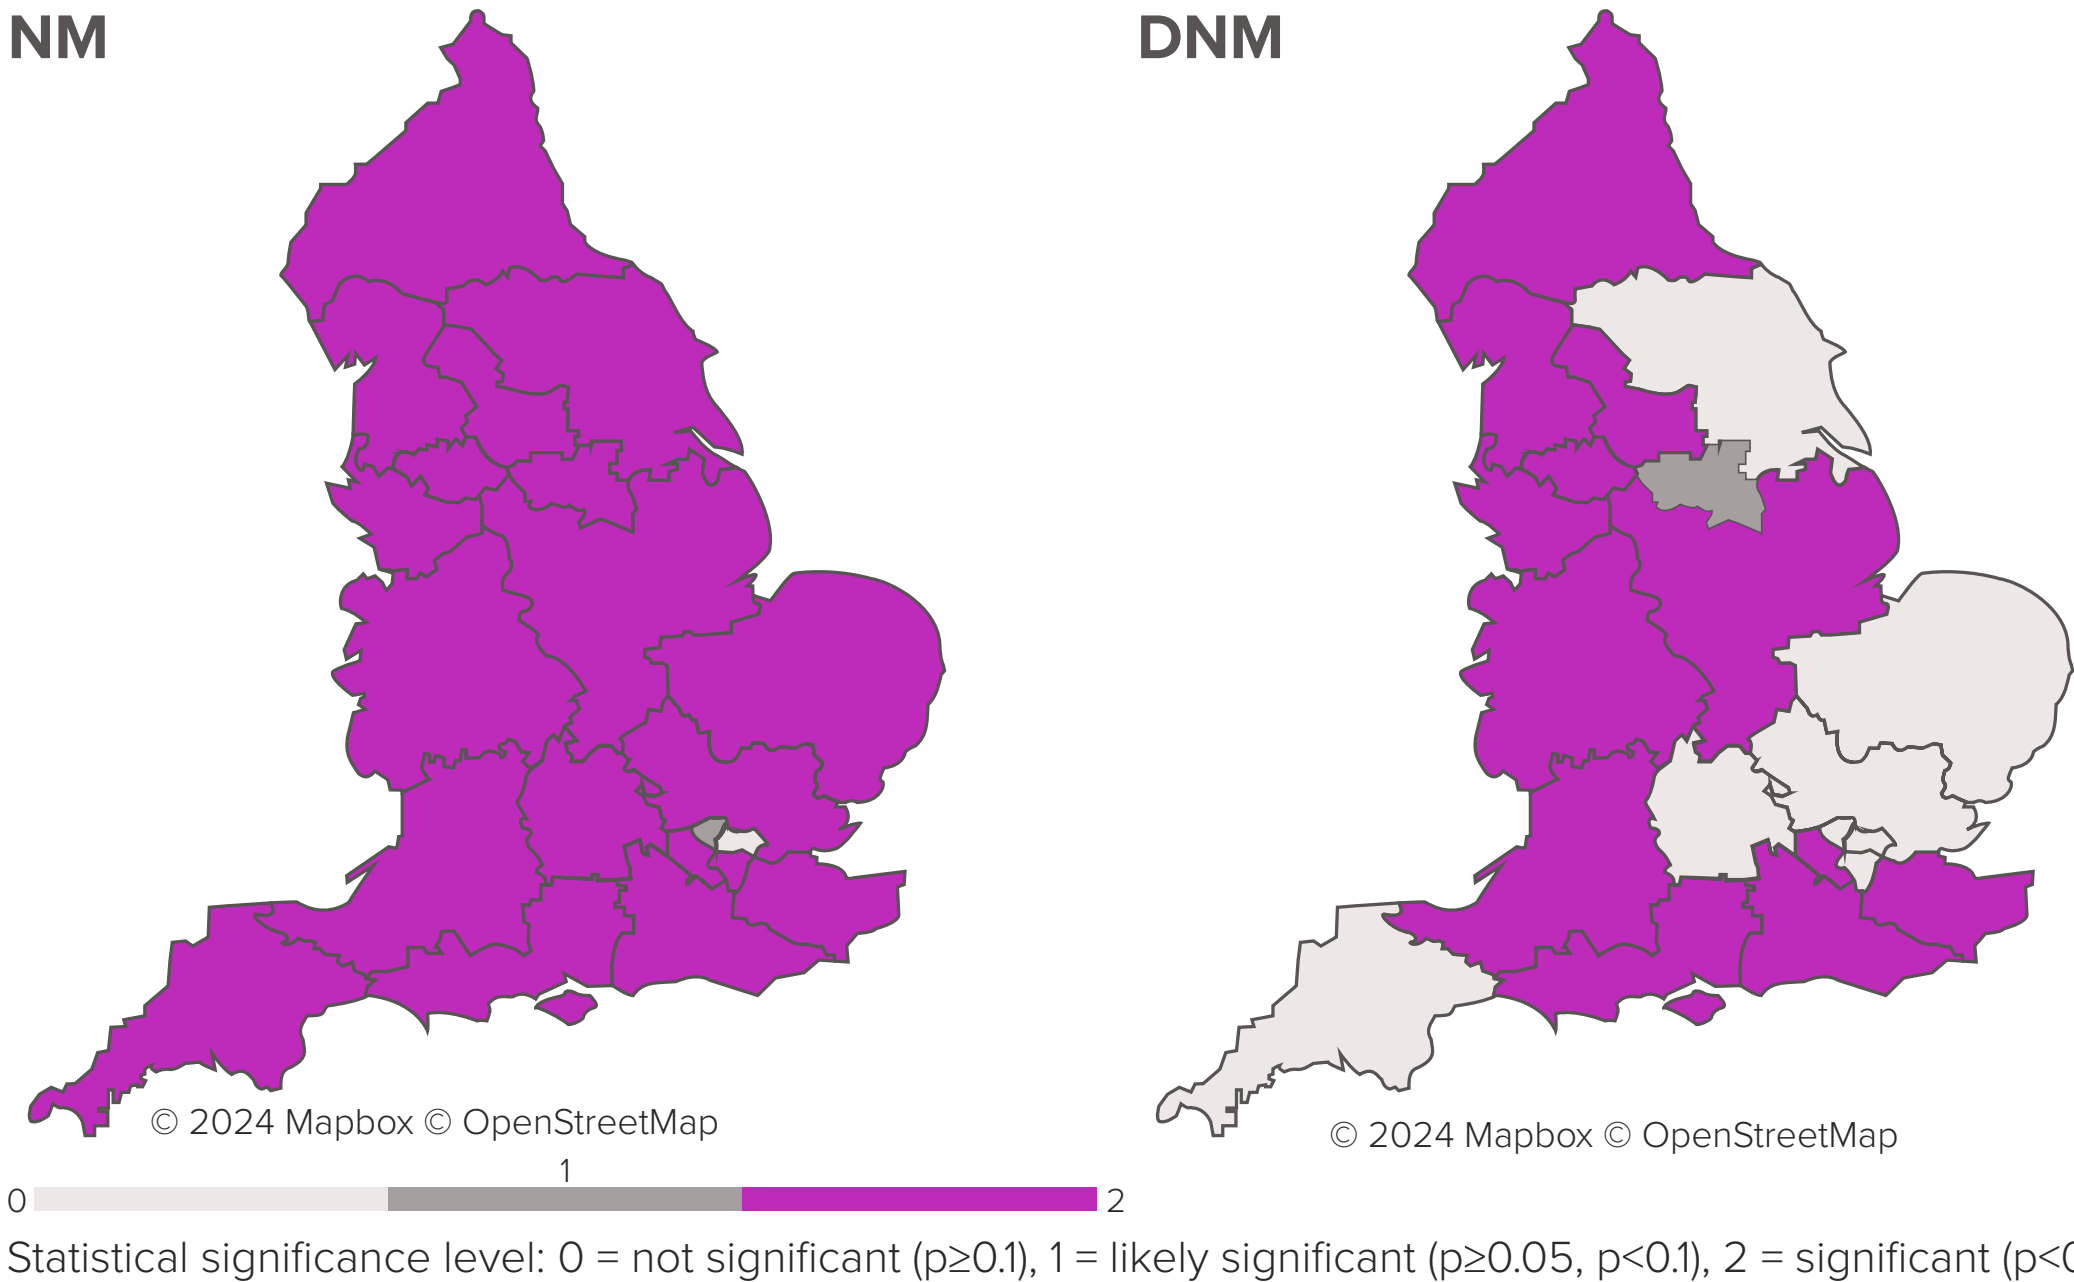 NM
DNM
© 2024 Mapbox © OpenStreetMap
© 2024 Mapbox © OpenStreetMap
1
0
2
Statistical significance level: 0 = not significant (p≥0.1), 1 = likely significant (p≥0.05, p<0.1), 2 = significant